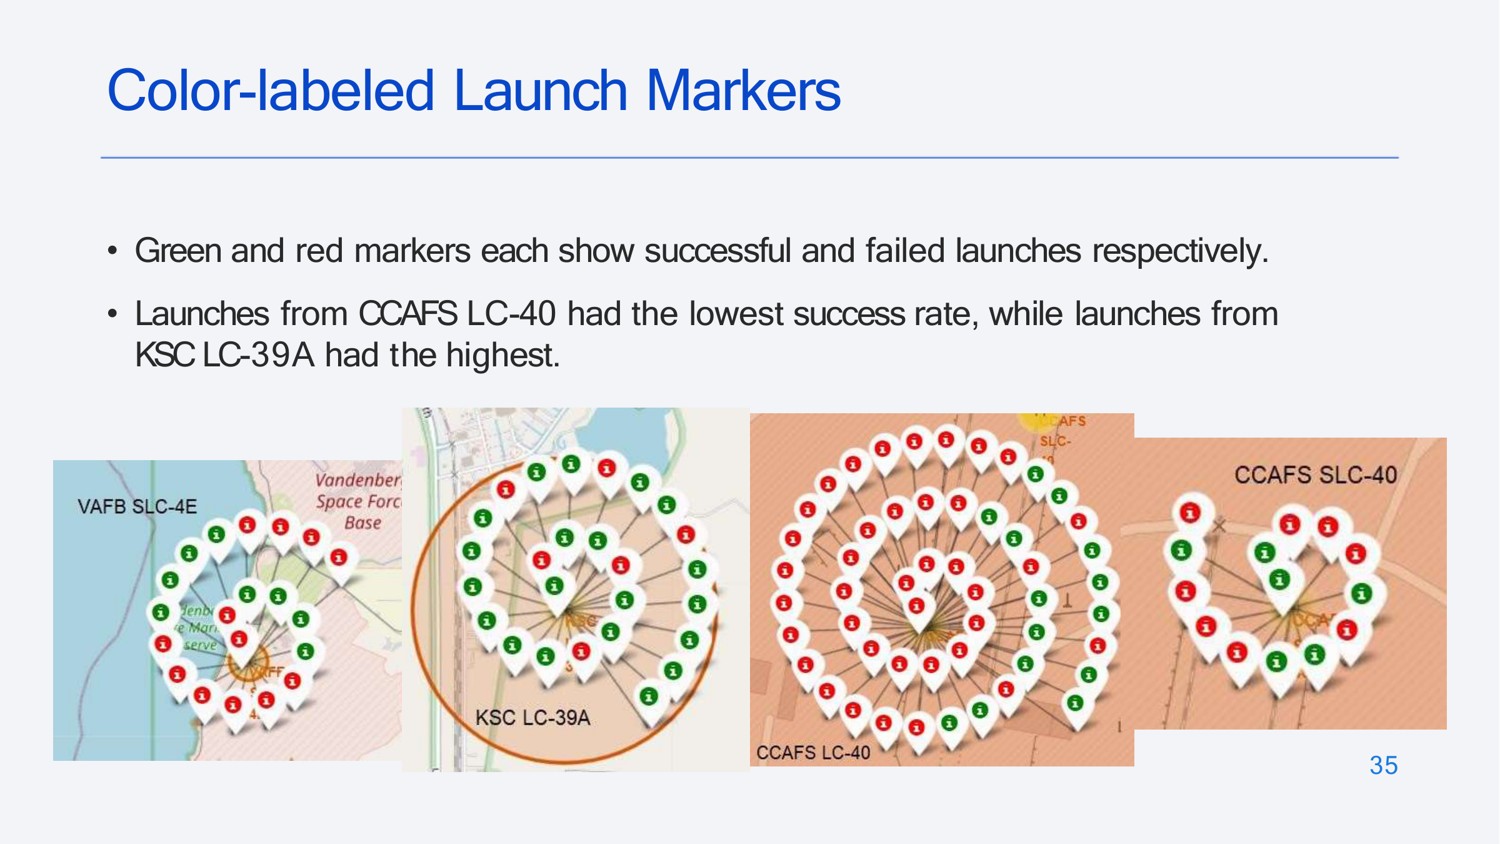 Color-labeled Launch Markers
• Green and red markers each show successful and failed launches respectively.
• Launches from CCAFS LC-40 had the lowest success rate, while launches from
KSC LC-39A had the highest.
VAFB SLC-4E
Vandenber
Space Forc
Base
KSC LC-39A
CCAFS
SLC-
CCAFS LC-40
CCAFS SLC-40
35